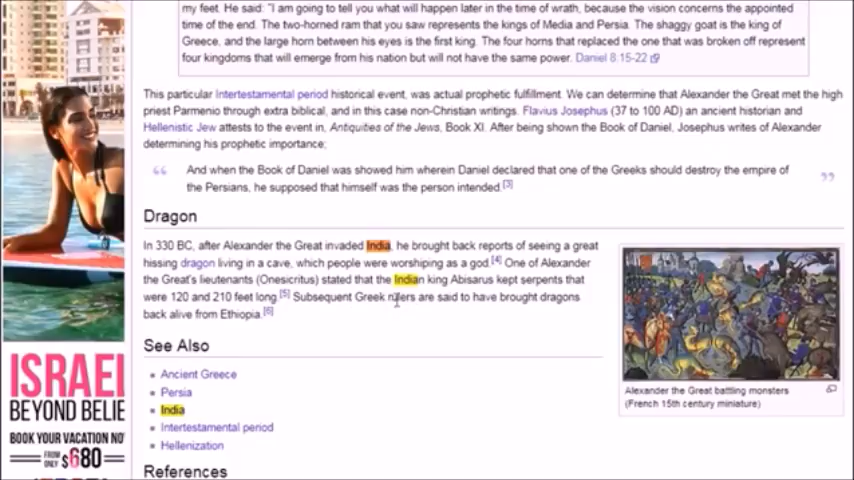 my feet. He said: "I am going to tell you what will happen later in the time of wrath, because the vision concerns the appointed
time of the end. The two-horned ram that you saw represents the kings of Media and Persia. The shaggy goat is the king of
Greece, and the large horn between his eyes is the first king. The four horns that replaced the one that was broken off represent
four kingdoms that will emerge from his nation but will not have the same power. Daniel 8:15-22
This particular Intertestamental period historical event, was actual prophetic fulfillment. We can determine that Alexander the Great met the high
priest Parmenio through extra biblical, and in this case non-Christian writings. Flavius Josephus (37 to 100 AD) an ancient historian and
Hellenistic Jew attests to the event in, Antiquities of the Jews, Book XI. After being shown the Book of Daniel, Josephus writes of Alexander
determining his prophetic importance;
“ And when the Book of Daniel was showed him wherein Daniel declared that one of the Greeks should destroy the empire of
the Persians, he supposed that himself was the person intended.[3] ”
Dragon
In 330 BC, after Alexander the Great invaded India, he brought back reports of seeing a great
hissing dragon living in a cave, which people were worshiping as a god.[4] One of Alexander
the Great's lieutenants (Onesicritus) stated that the Indian king Abisarus kept serpents that
were 120 and 210 feet long.[5] Subsequent Greek rulers are said to have brought dragons
back alive from Ethiopia.[6]
Alexander the Great battling monsters
(French 15th century miniature)
See Also
Ancient Greece
Persia
India
Intertestamental period
Hellenization
References
ISRAEL
BEYOND BELIE
BOOK YOUR VACATION NO
FROM ONLY $680